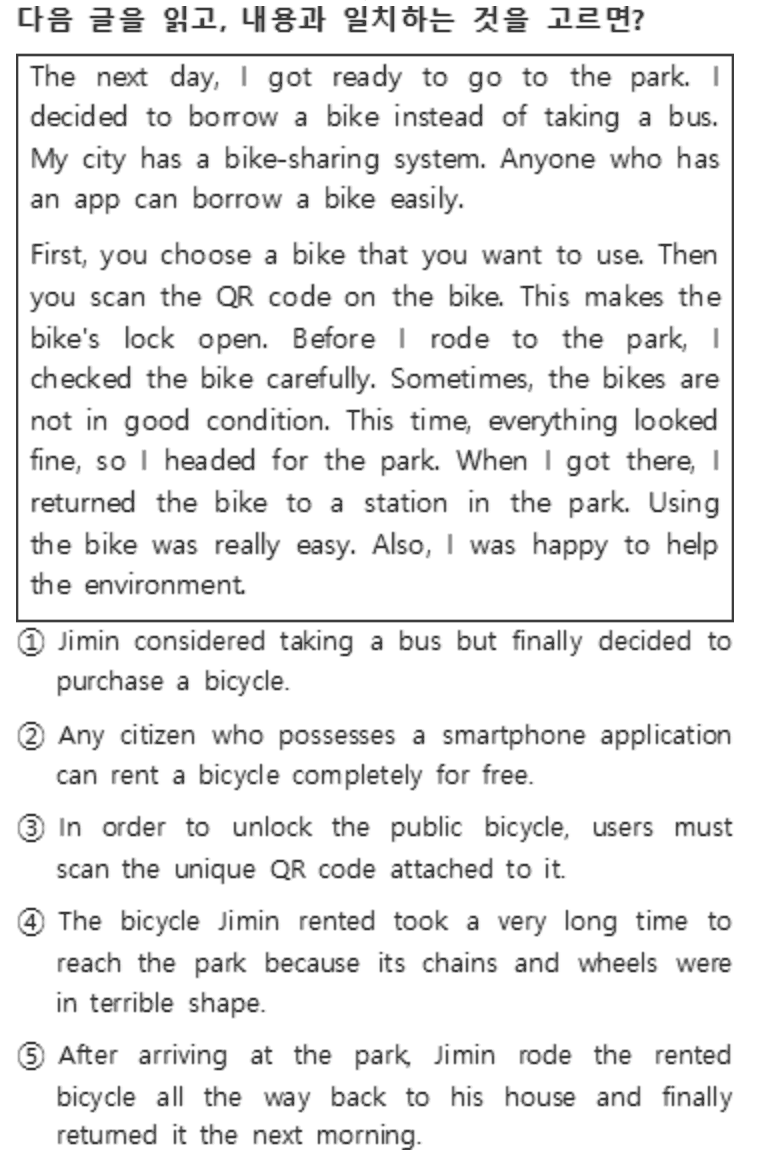 다음 글을 읽고, 내용과 일치하는 것을 고르면?
The next day, I got ready to go to the park. I
decided to borrow a bike instead of taking a bus.
My city has a bike-sharing system. Anyone who has
an app can borrow a bike easily.
First, you choose a bike that you want to use. Then
you scan the QR code on the bike. This makes the
bike's lock open. Before I rode to the park, I
checked the bike carefully. Sometimes, the bikes are
not in good condition. This time, everything looked
fine, so I headed for the park. When I got there, I
returned the bike to a station in the park. Using
the bike was really easy. Also, I was happy to help
the environment.
① Jimin considered taking a bus but finally decided to
purchase a bicycle.
② Any citizen who possesses a smartphone application
can rent a bicycle completely for free.
③ In order to unlock the public bicycle, users must
scan the unique QR code attached to it.
④ The bicycle Jimin rented took a very long time to
reach the park because its chains and wheels were
in terrible shape.
⑤ After arriving at the park, Jimin rode the rented
bicycle all the way back to his house and finally
returned it the next morning.